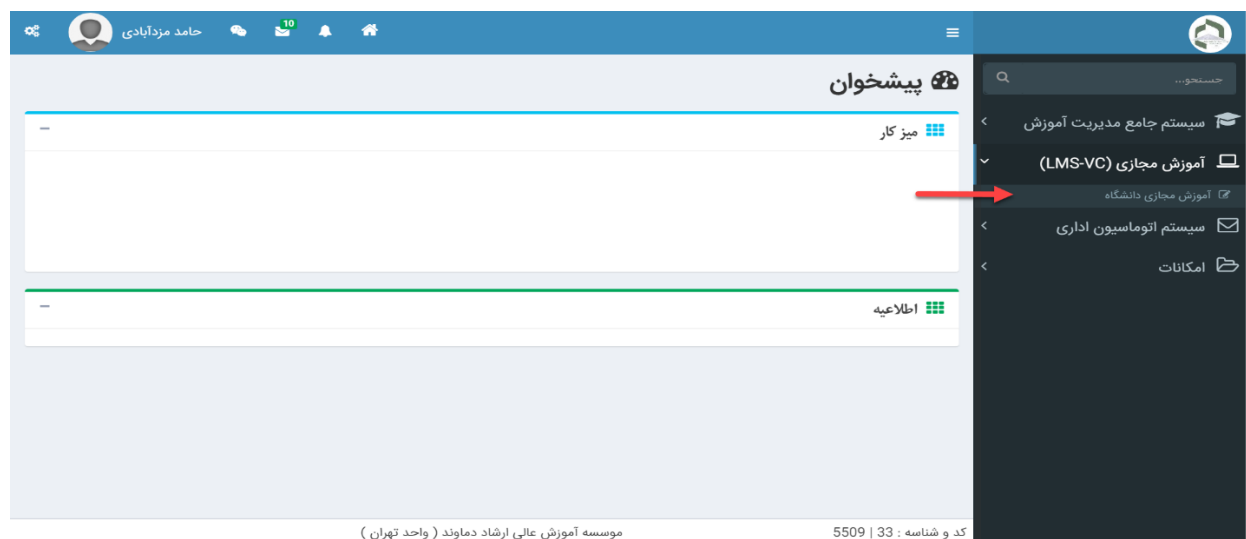 حامد مزدآبادی
10
جستجو...
سیستم جامع مدیریت آموزش
آموزش مجازی (LMS-VC)
آموزش مجازی دانشگاه
سیستم اتوماسیون اداری
امکانات
پیشخوان
میز کار
اطلاعیه
کد و شناسه : 33 | 5509
موسسه آموزش عالی ارشاد دماوند ( واحد تهران )